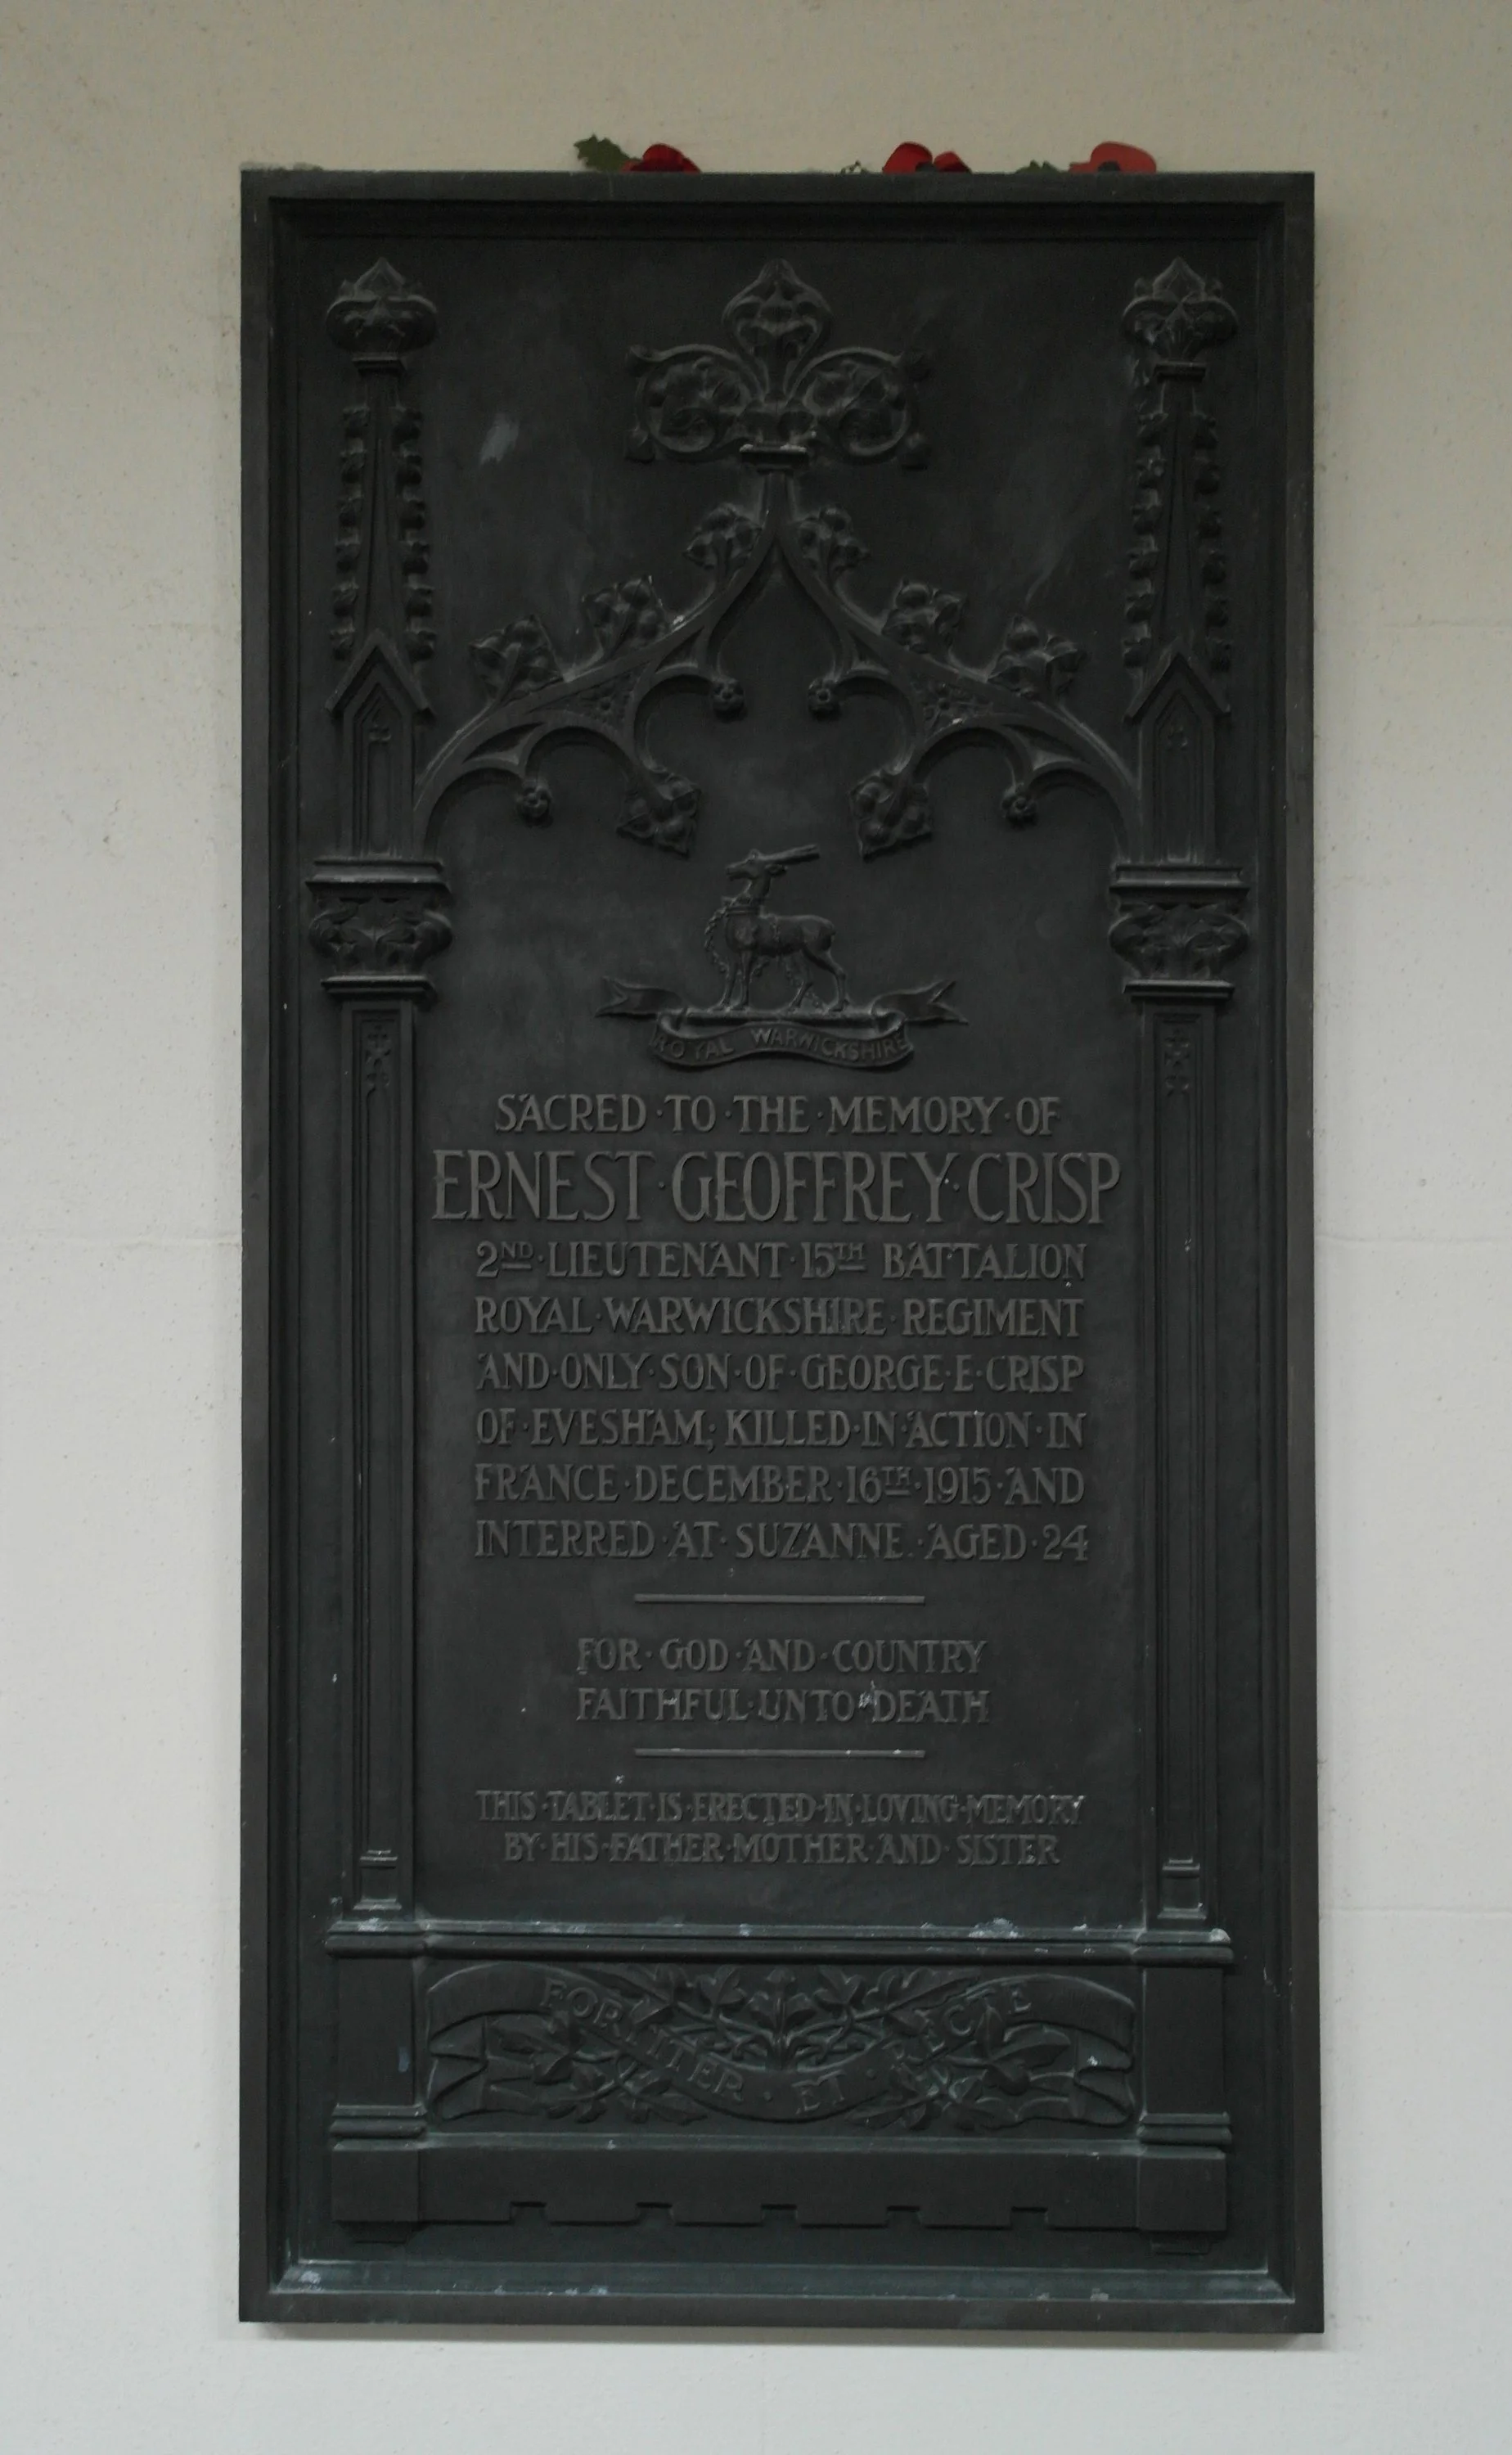 ROYAL WARWICKSHIRE
SACRED·TO·THE·MEMORY·OF
ERNEST·GEOFFREY·CRISP
2ND·LIEUTENANT·15TH BATTALION
ROYAL·WARWICKSHIRE·REGIMENT
AND·ONLY·SON·OF·GEORGE·E·CRISP
OF·EVESHAM; KILLED·IN·ACTION·IN
FRANCE·DECEMBER·16TH·1915·AND
INTERRED·AT·SUZANNE·AGED·24
FOR·GOD·AND·COUNTRY
FAITHFUL·UNTO·DEATH
THIS·TABLET·IS·ERECTED·IN·LOVING·MEMORY
BY·HIS·FATHER·MOTHER·AND·SISTER
FORTITER·ET·RECTE